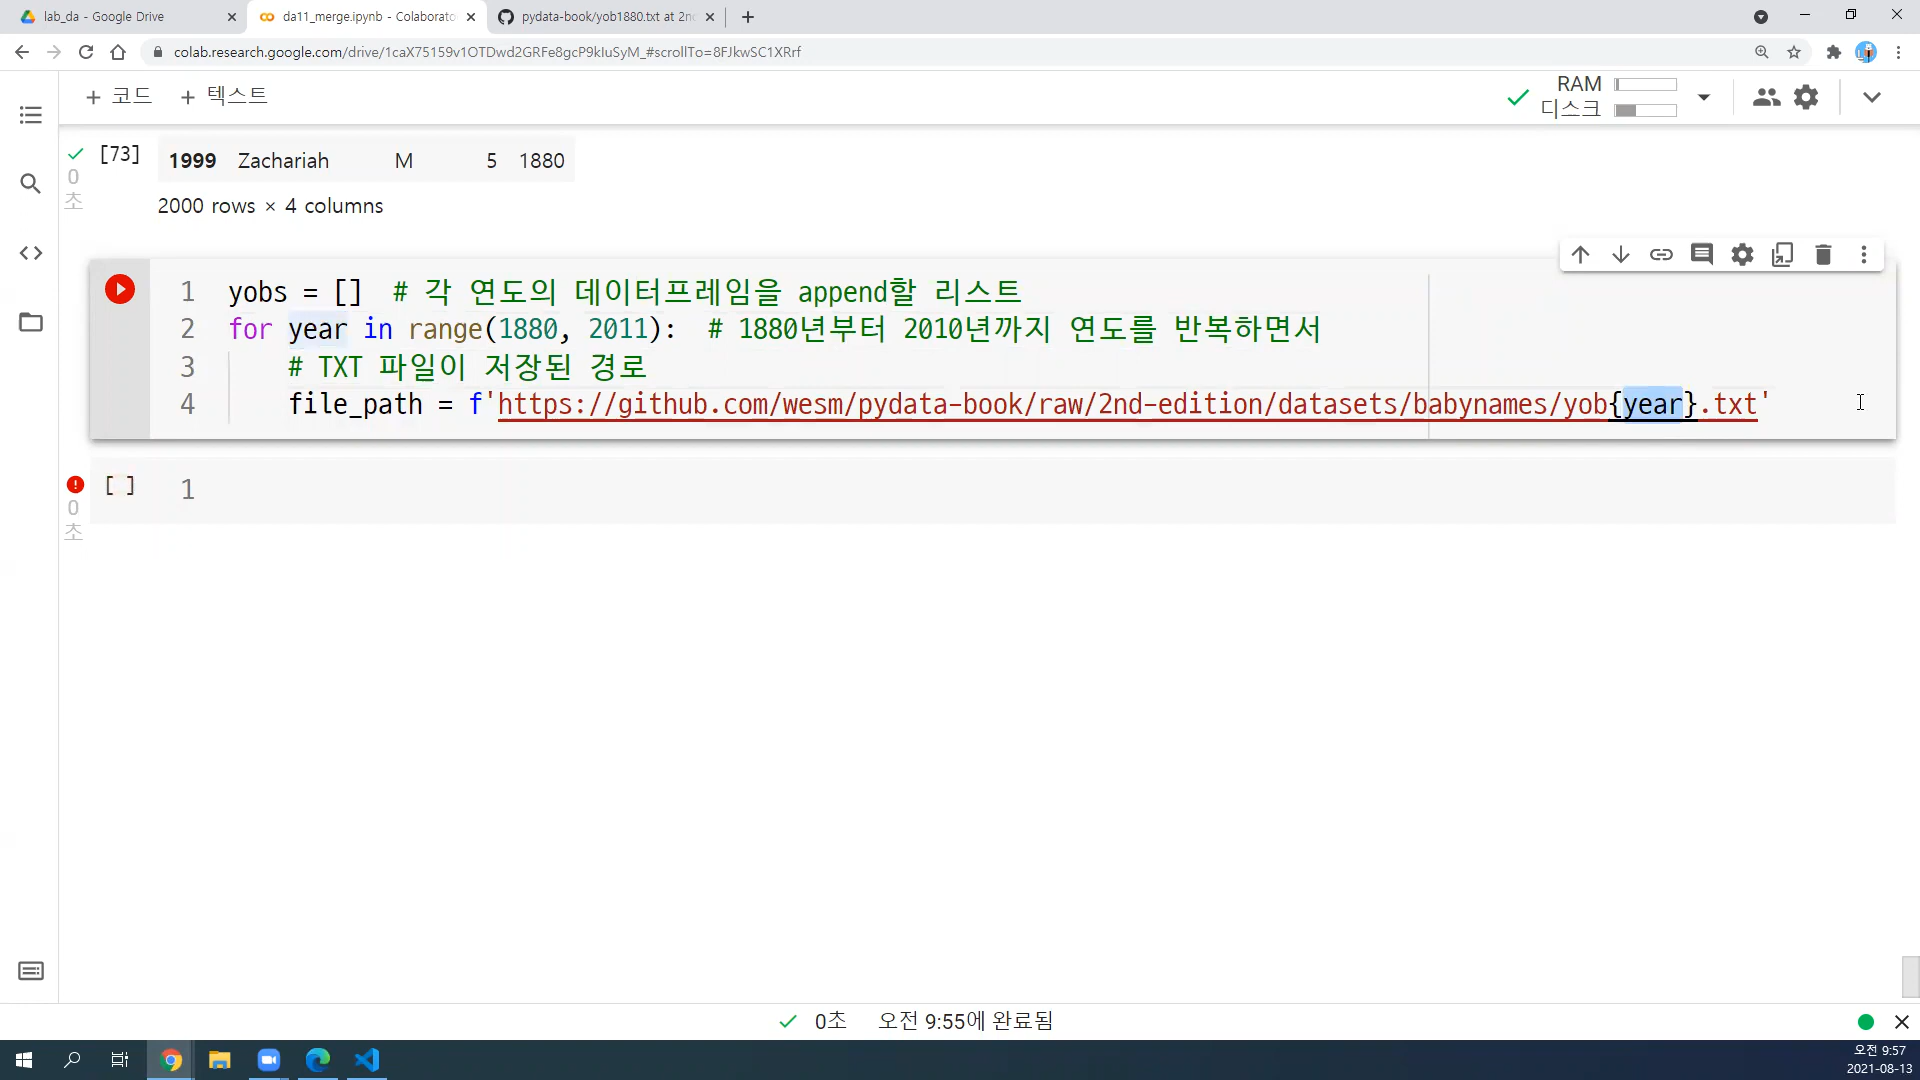 lab_da - Google Drive
da11_merge.ipynb - Colaborato
pydata-book/yob1880.txt at 2n
colab.research.google.com/drive/1caX75159v1OTDwd2GRFe8gcP9kIuSyM_#scrollTo=8FJkwSC1XRrf
+ 코드 + 텍스트
RAM
디스크
[73]
0
초
1999 Zachariah M 5 1880
2000 rows × 4 columns
1 yobs = [] # 각 연도의 데이터프레임을 append할 리스트
2 for year in range(1880, 2011): # 1880년부터 2010년까지 연도를 반복하면서
3 # TXT 파일이 저장된 경로
4 file_path = f'https://github.com/wesm/pydata-book/raw/2nd-edition/datasets/babynames/yob{year}.txt'
[ ] 1
0
초
0초 오전 9:55에 완료됨
오전 9:57
2021-08-13